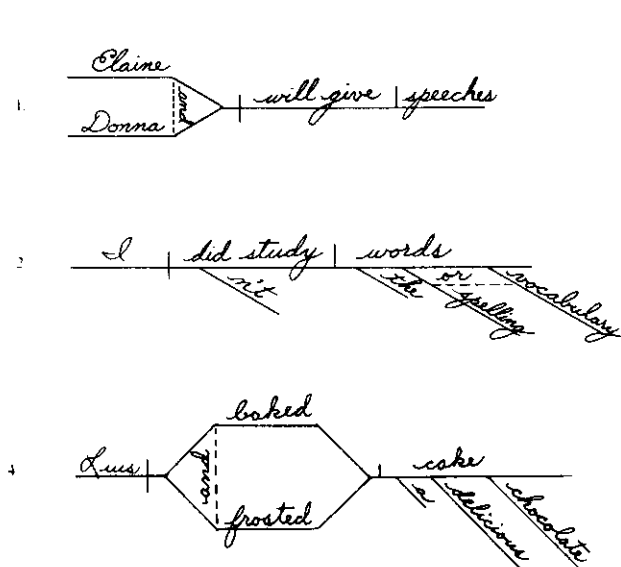 1.
Elaine
and
Donna
will give
speeches
2
I
did study
n't
words
the
or
spelling
vocabulary
4
Luis
baked
and
frosted
cake
a
delicious
chocolate